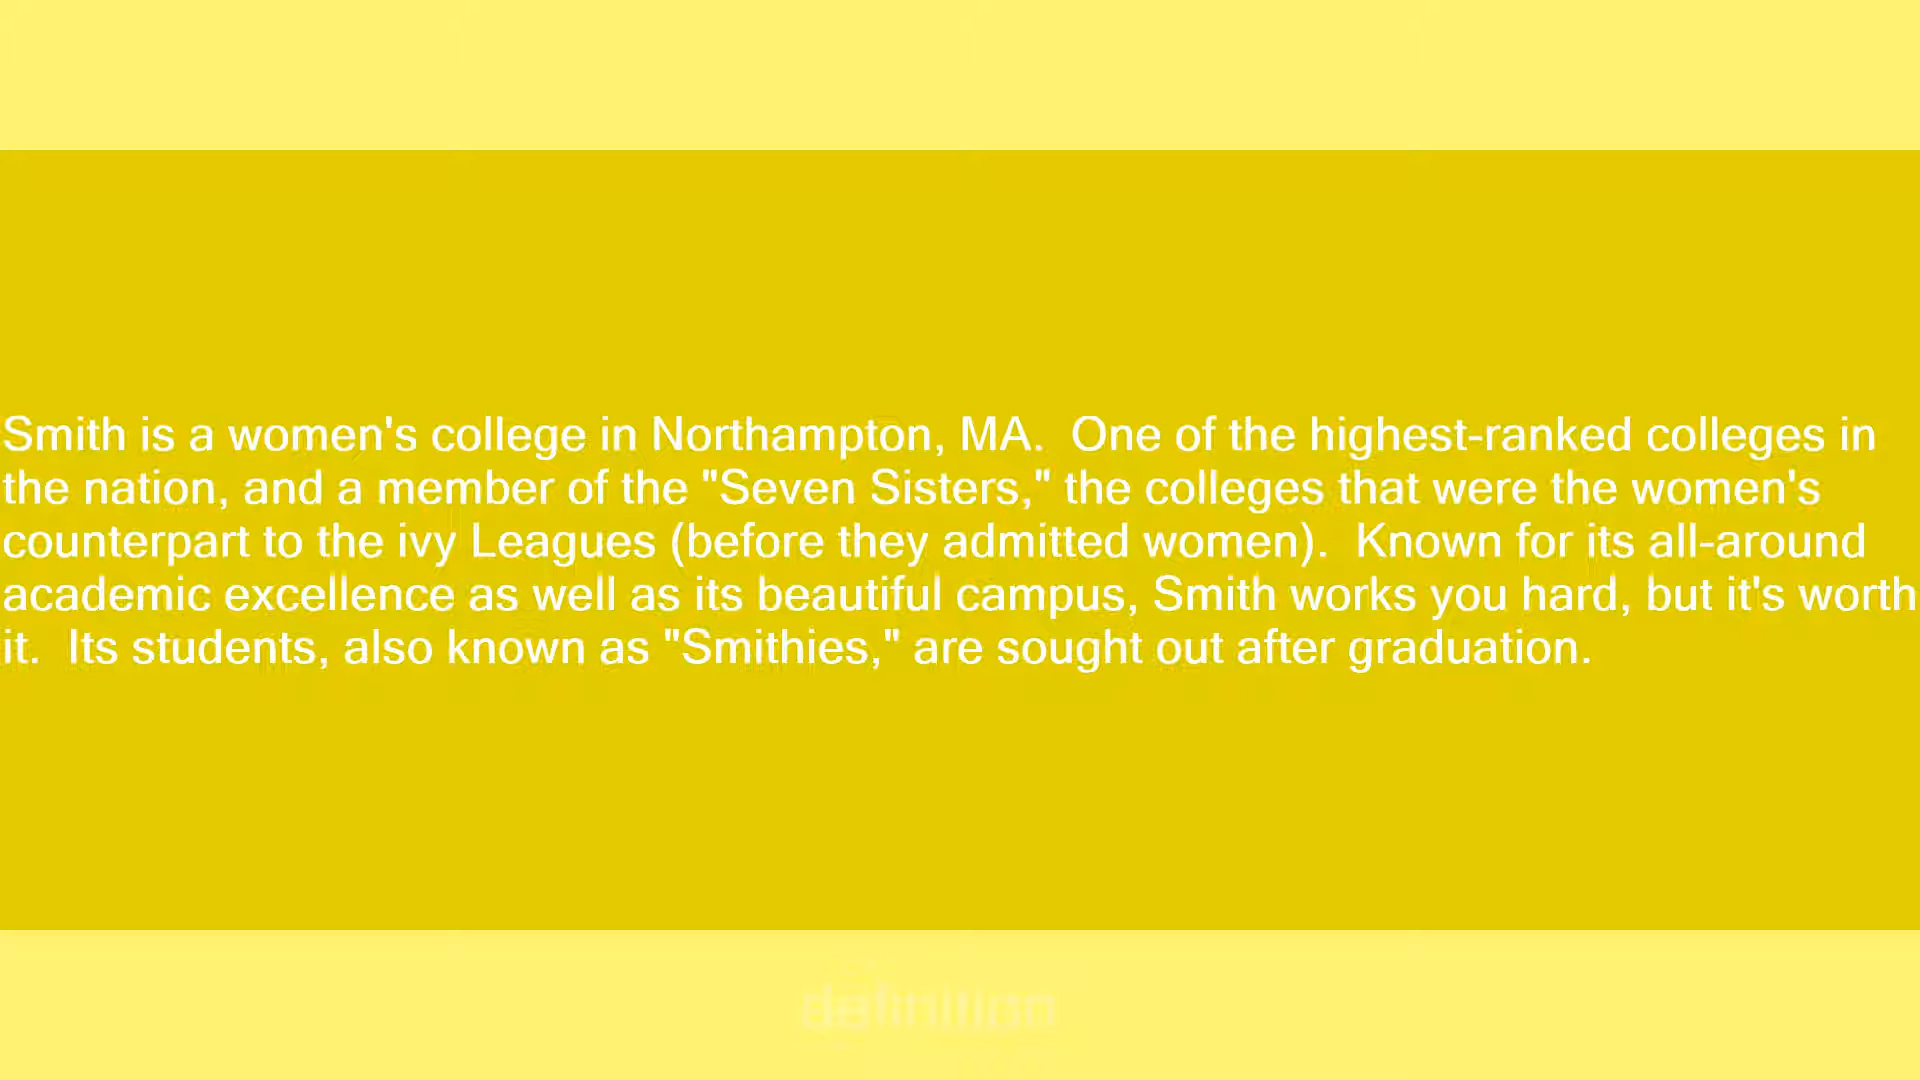 Smith is a women's college in Northampton, MA.  One of the highest-ranked colleges in
the nation, and a member of the "Seven Sisters," the colleges that were the women's
counterpart to the ivy Leagues (before they admitted women).  Known for its all-around
academic excellence as well as its beautiful campus, Smith works you hard, but it's worth
it.  Its students, also known as "Smithies," are sought out after graduation.
definition